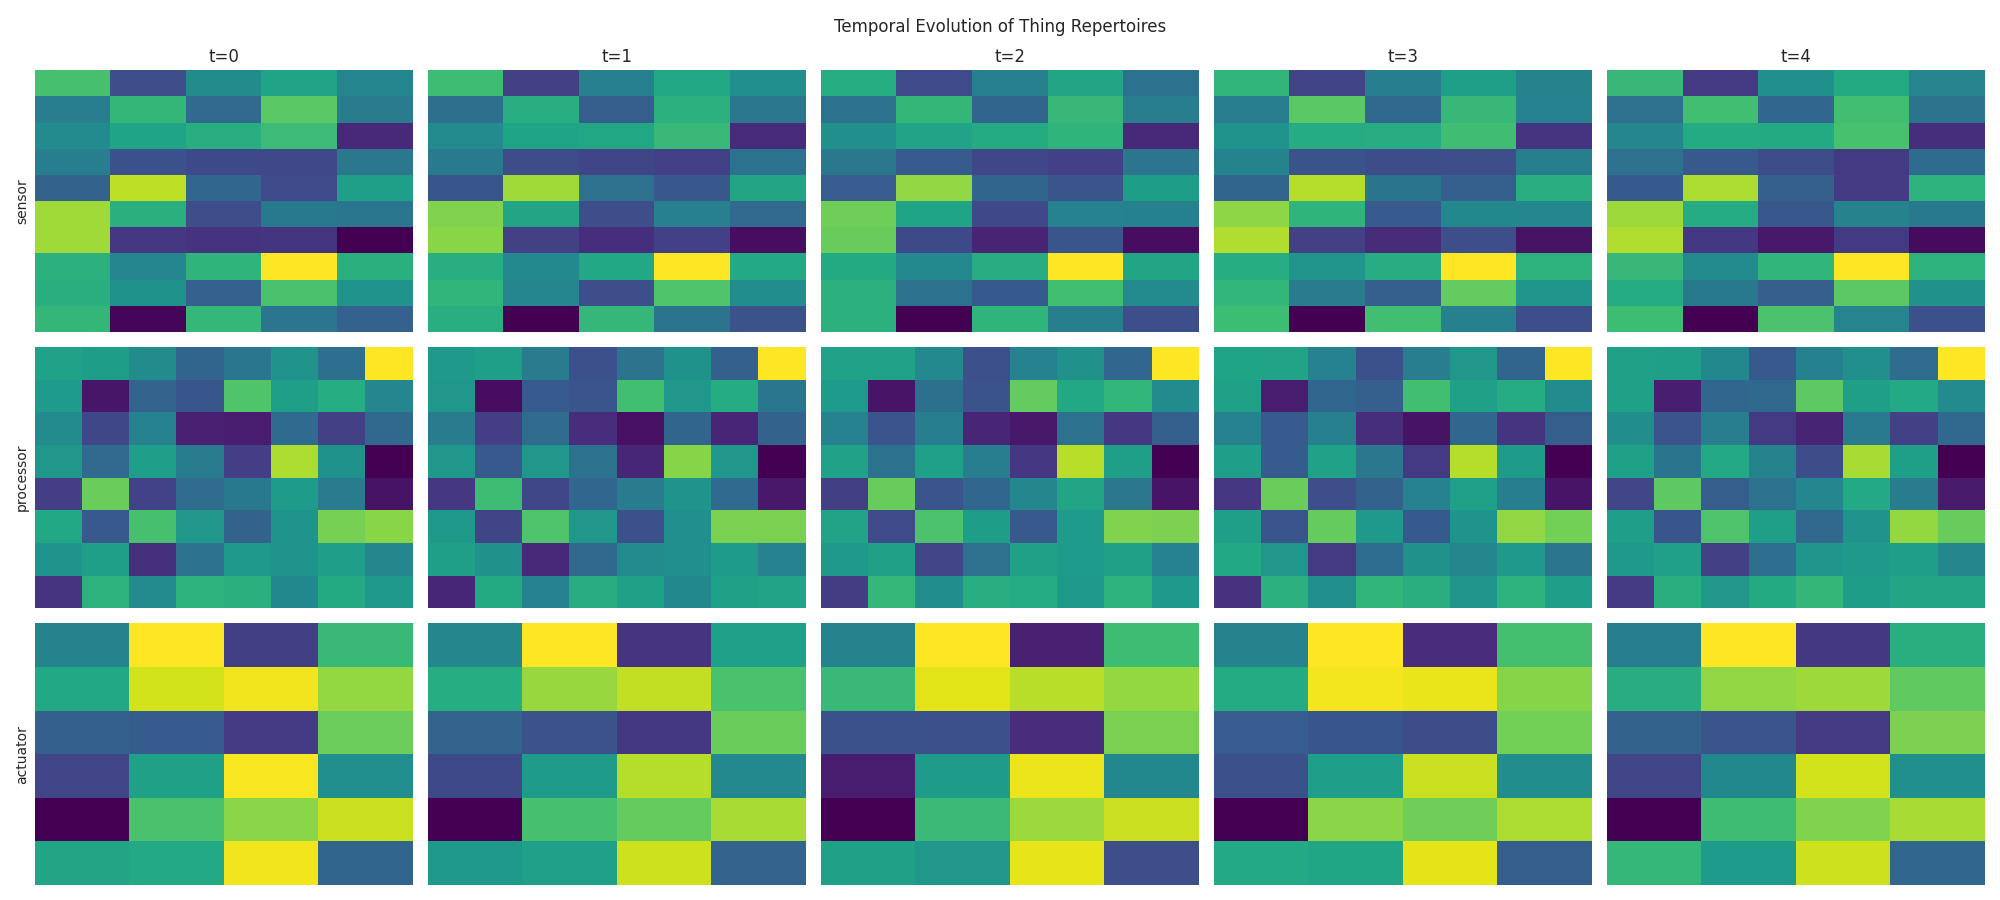 Temporal Evolution of Thing Repertoires
t=0
t=1
t=2
t=3
t=4
sensor
processor
actuator